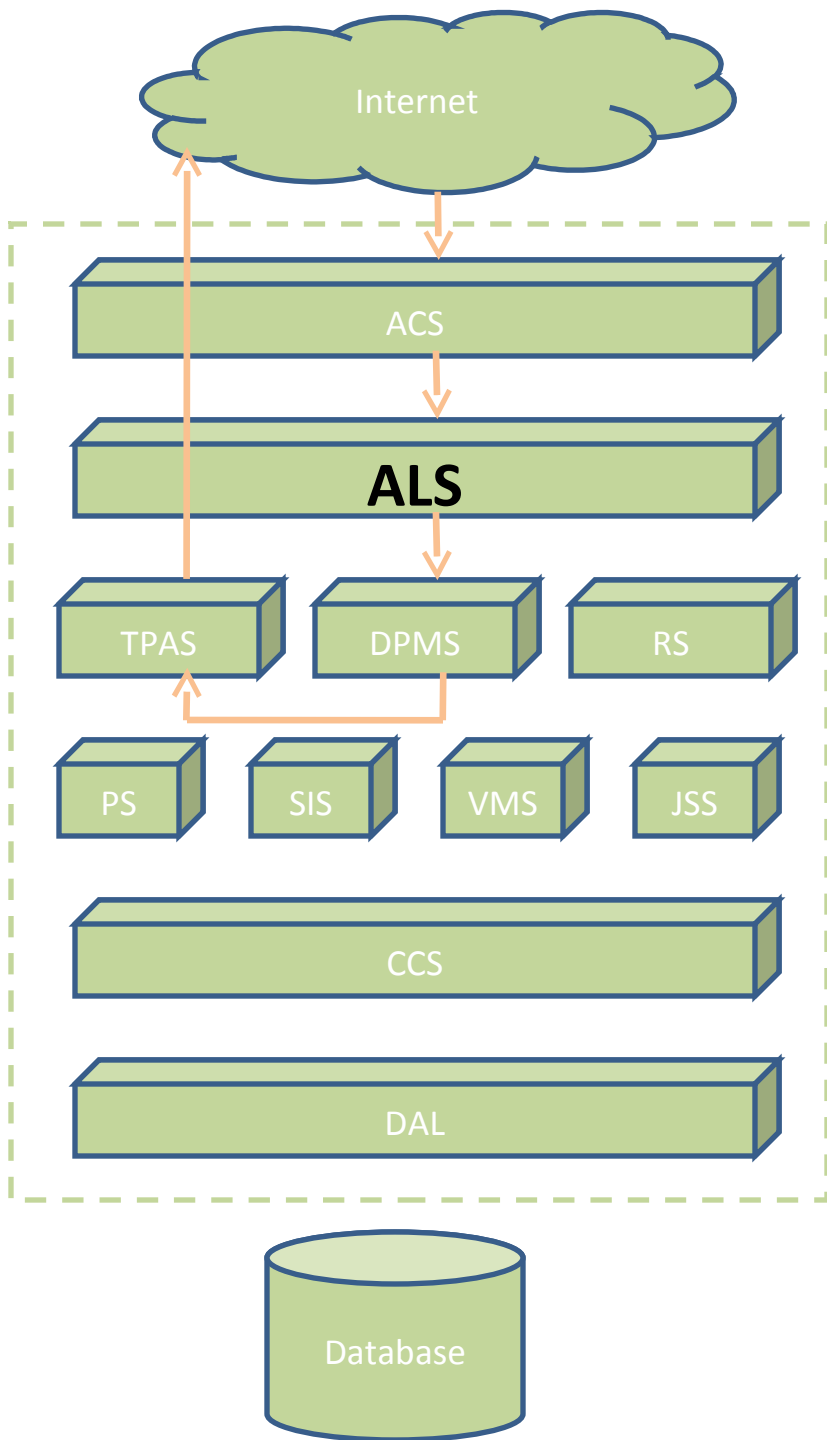 Internet
ACS
ALS
TPAS
DPMS
RS
PS
SIS
VMS
JSS
CCS
DAL
Database